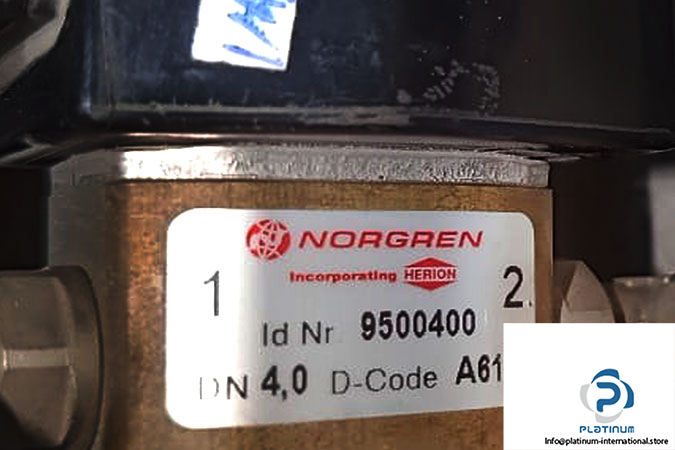 NORGREN
Incorporating HERION
1
2
Id Nr 9500400
DN 4,0 D-Code A61
PLATINUM
Info@platinum-international.store